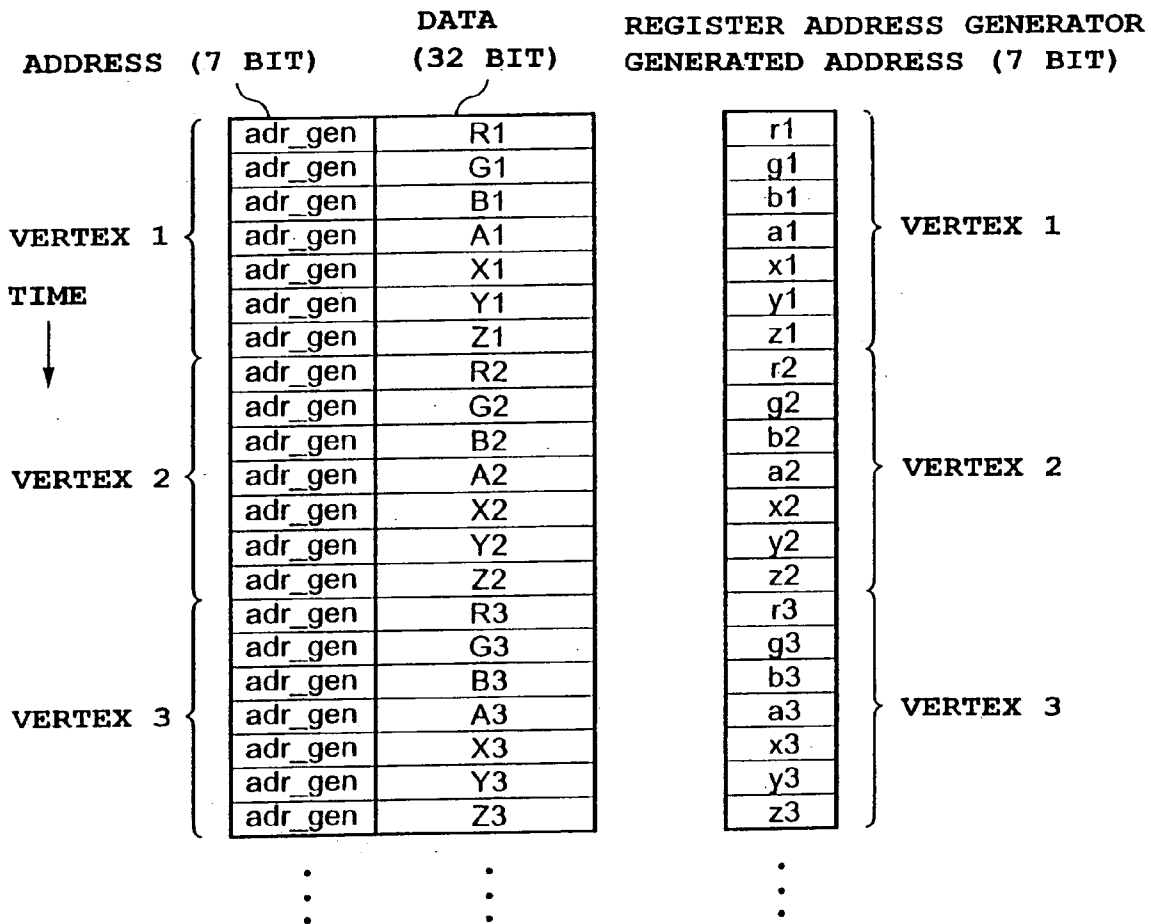 DATA
REGISTER ADDRESS GENERATOR
ADDRESS (7 BIT) (32 BIT) GENERATED ADDRESS (7 BIT)
adr_gen R1 r1
adr_gen G1 g1
adr_gen B1 b1
VERTEX 1 adr_gen A1 a1 VERTEX 1
adr_gen X1 x1
TIME adr_gen Y1 y1
adr_gen Z1 z1
adr_gen R2 r2
adr_gen G2 g2
adr_gen B2 b2
VERTEX 2 adr_gen A2 a2 VERTEX 2
adr_gen X2 x2
adr_gen Y2 y2
adr_gen Z2 z2
adr_gen R3 r3
adr_gen G3 g3
adr_gen B3 b3
VERTEX 3 adr_gen A3 a3 VERTEX 3
adr_gen X3 x3
adr_gen Y3 y3
adr_gen Z3 z3